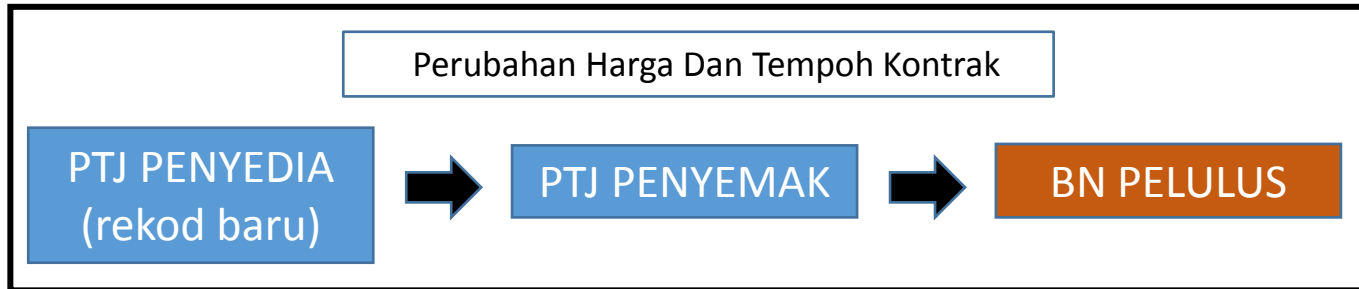 Perubahan Harga Dan Tempoh Kontrak
PTJ PENYEDIA
(rekod baru)
PTJ PENYEMAK
BN PELULUS